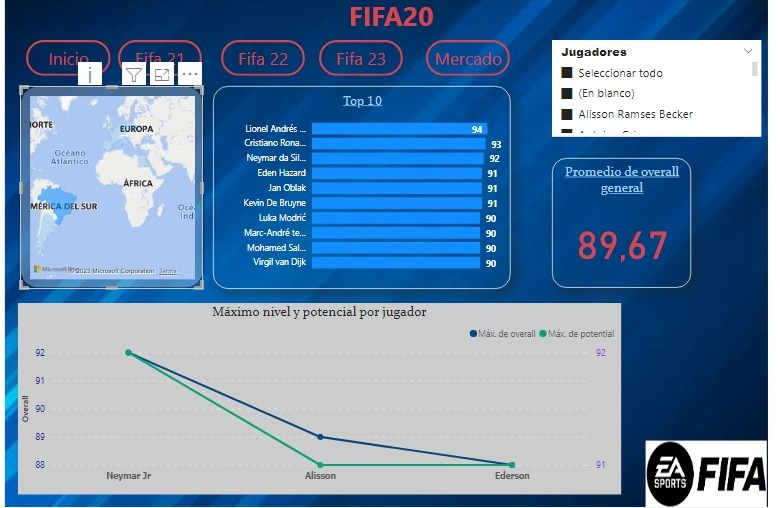 FIFA20
Inicio
Fifa 21
Fifa 22
Fifa 23
Mercado
Jugadores
Seleccionar todo
(En blanco)
Alisson Ramses Becker
ORTE
EUROPA
Océano
Atlántico
ÁFRICA
MÉRICA DEL SUR
Oce
Ind
Microsoft
©2023 Microsoft Corporation
Terms
Top 10
Lionel Andrés ... 94
Cristiano Rona... 93
Neymar da Sil... 92
Eden Hazard 91
Jan Oblak 91
Kevin De Bruyne 91
Luka Modrić 90
Marc-André te... 90
Mohamed Sal... 90
Virgil van Dijk 90
Promedio de overall
general
89,67
Máximo nivel y potencial por jugador
Máx. de overall Máx. de potential
Overall
92 92
91
90
89
88 91
Neymar Jr Alisson Ederson
EA
SPORTS
FIFA